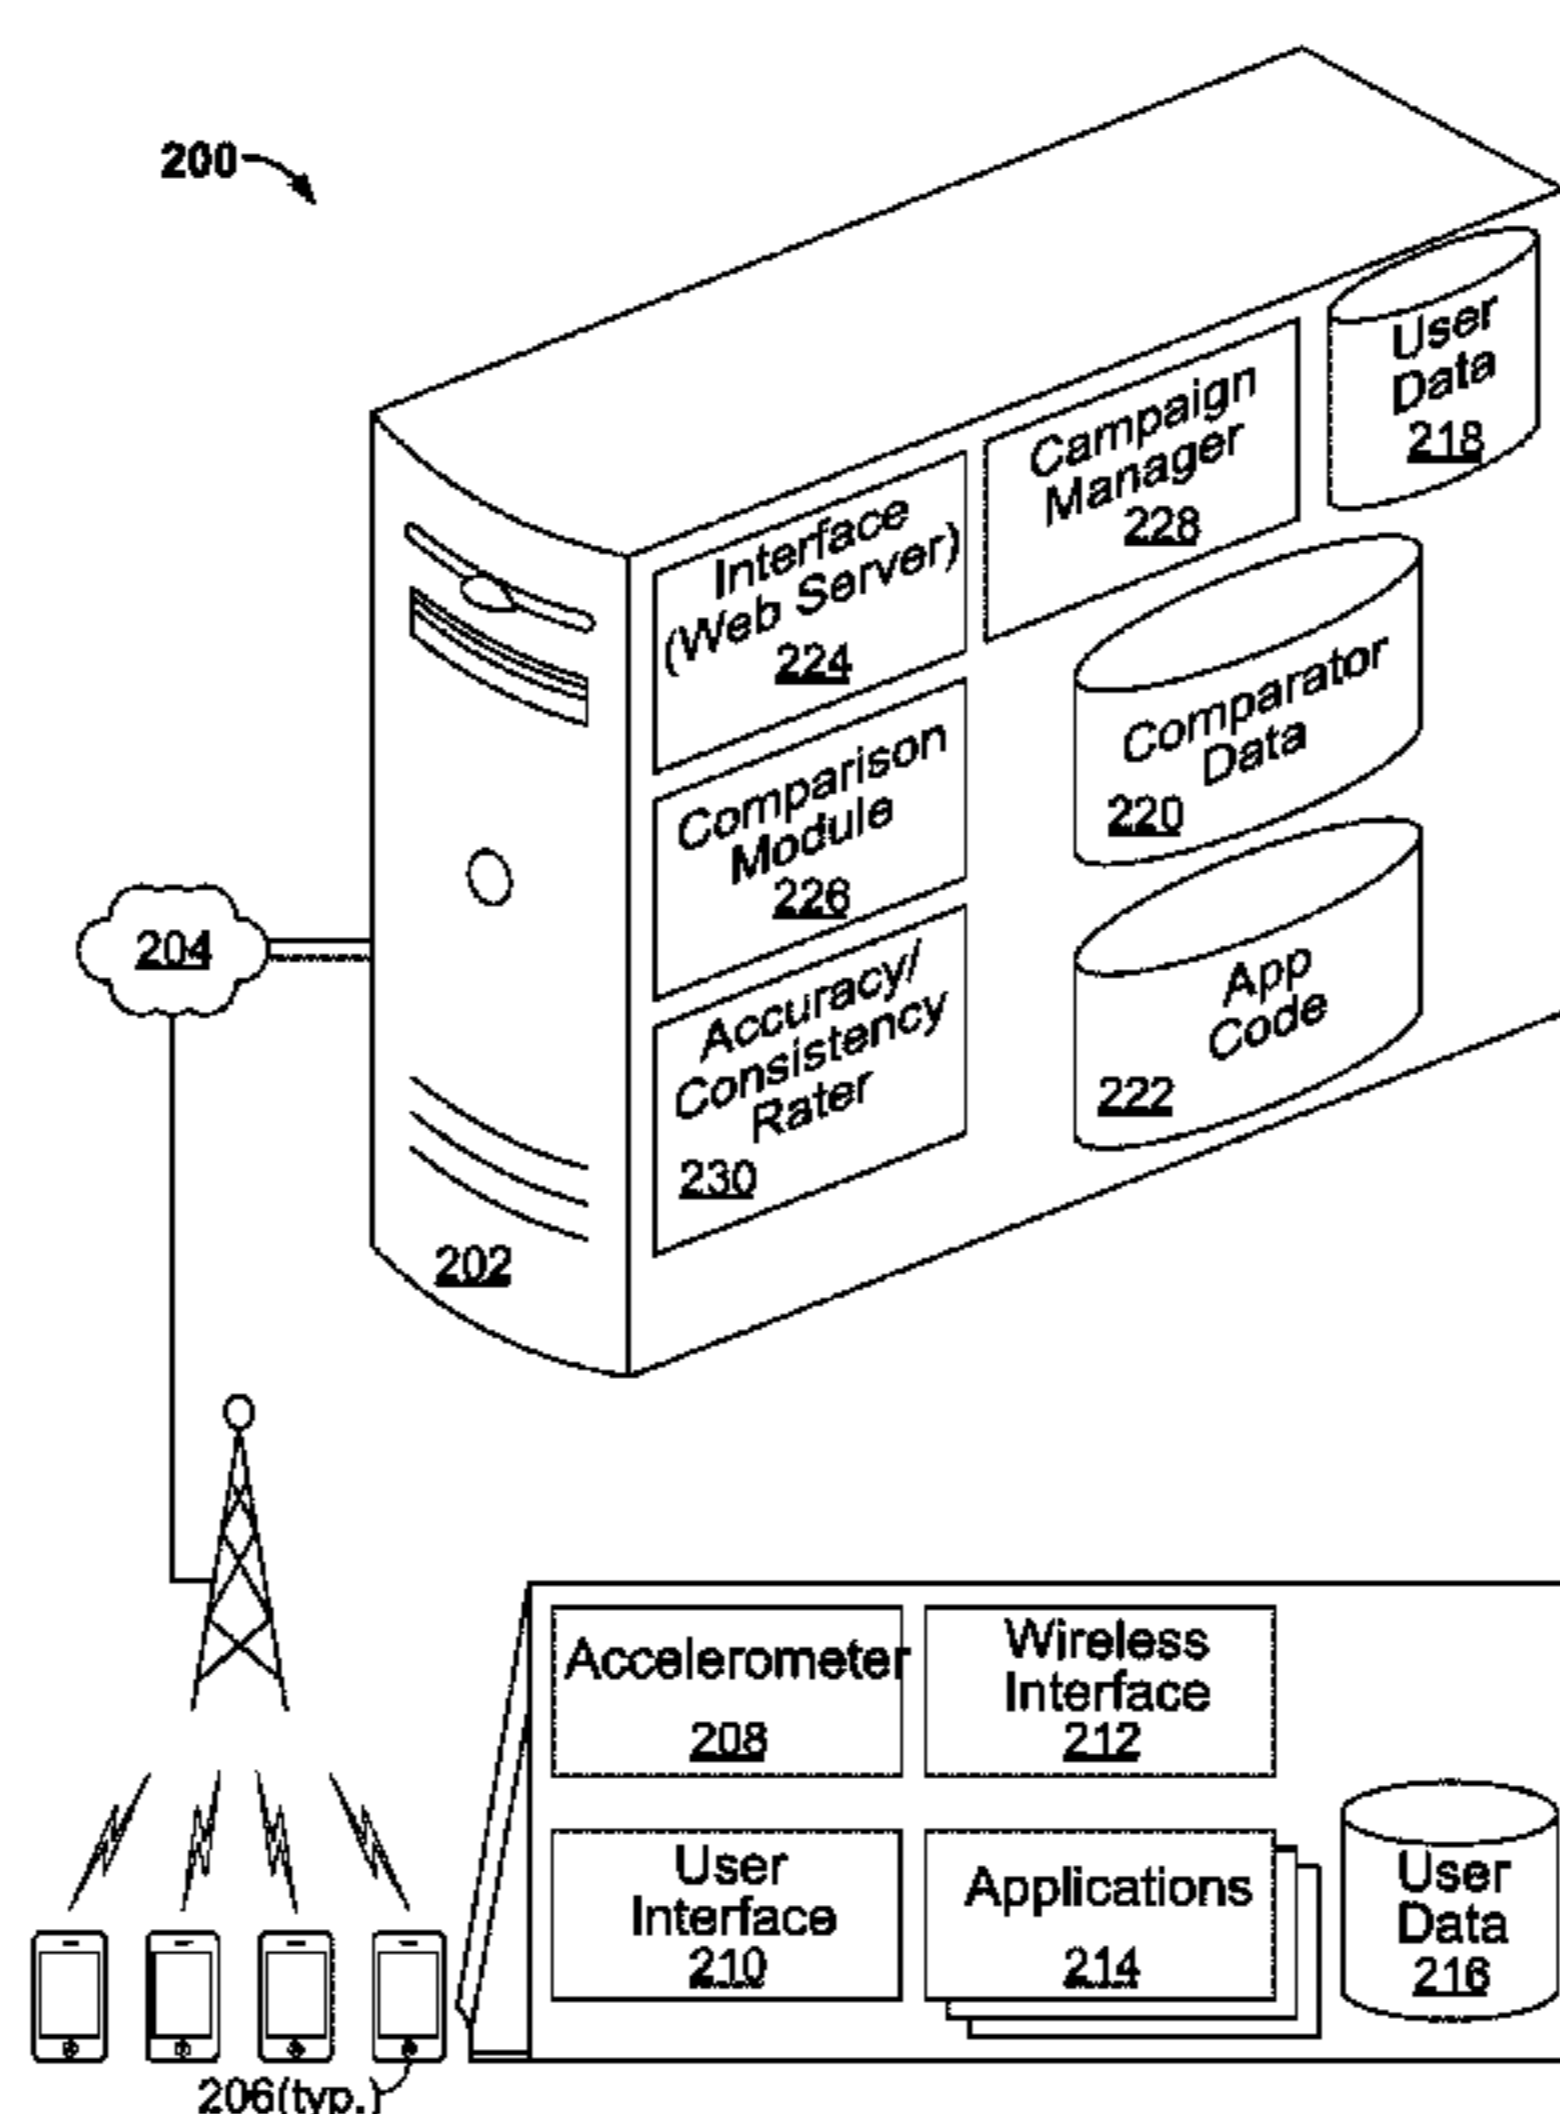 200
User
Data
218
Campaign
Manager
228
Interface
(Web Server)
224
Comparator
Data
220
Comparison
Module
226
App
Code
222
Accuracy/
Consistency
Rater
230
204
202
Accelerometer
208
Wireless
Interface
212
User
Interface
210
Applications
214
User
Data
216
206(typ.)